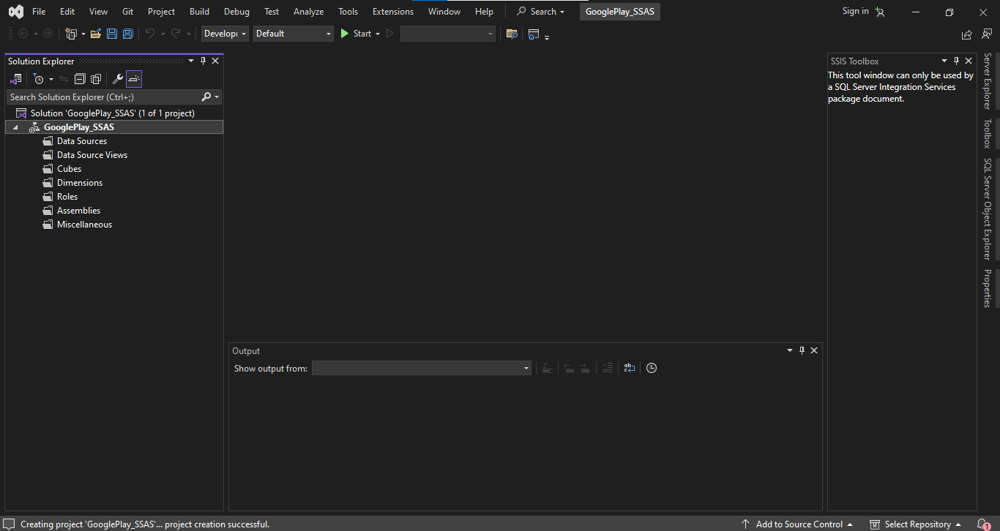 File Edit View Git Project Build Debug Test Analyze Tools Extensions Window Help Search GooglePlay_SSAS Sign in
Develop Default Start
Solution Explorer
Search Solution Explorer (Ctrl+;)
Solution 'GooglePlay_SSAS' (1 of 1 project)
GooglePlay_SSAS
Data Sources
Data Source Views
Cubes
Dimensions
Roles
Assemblies
Miscellaneous
Output
Show output from:
SSIS Toolbox
This tool window can only be used by
a SQL Server Integration Services
package document.
Server Explorer
Toolbox
SQL Server Object Explorer
Properties
Creating project 'GooglePlay_SSAS'... project creation successful.
Add to Source Control
Select Repository
1